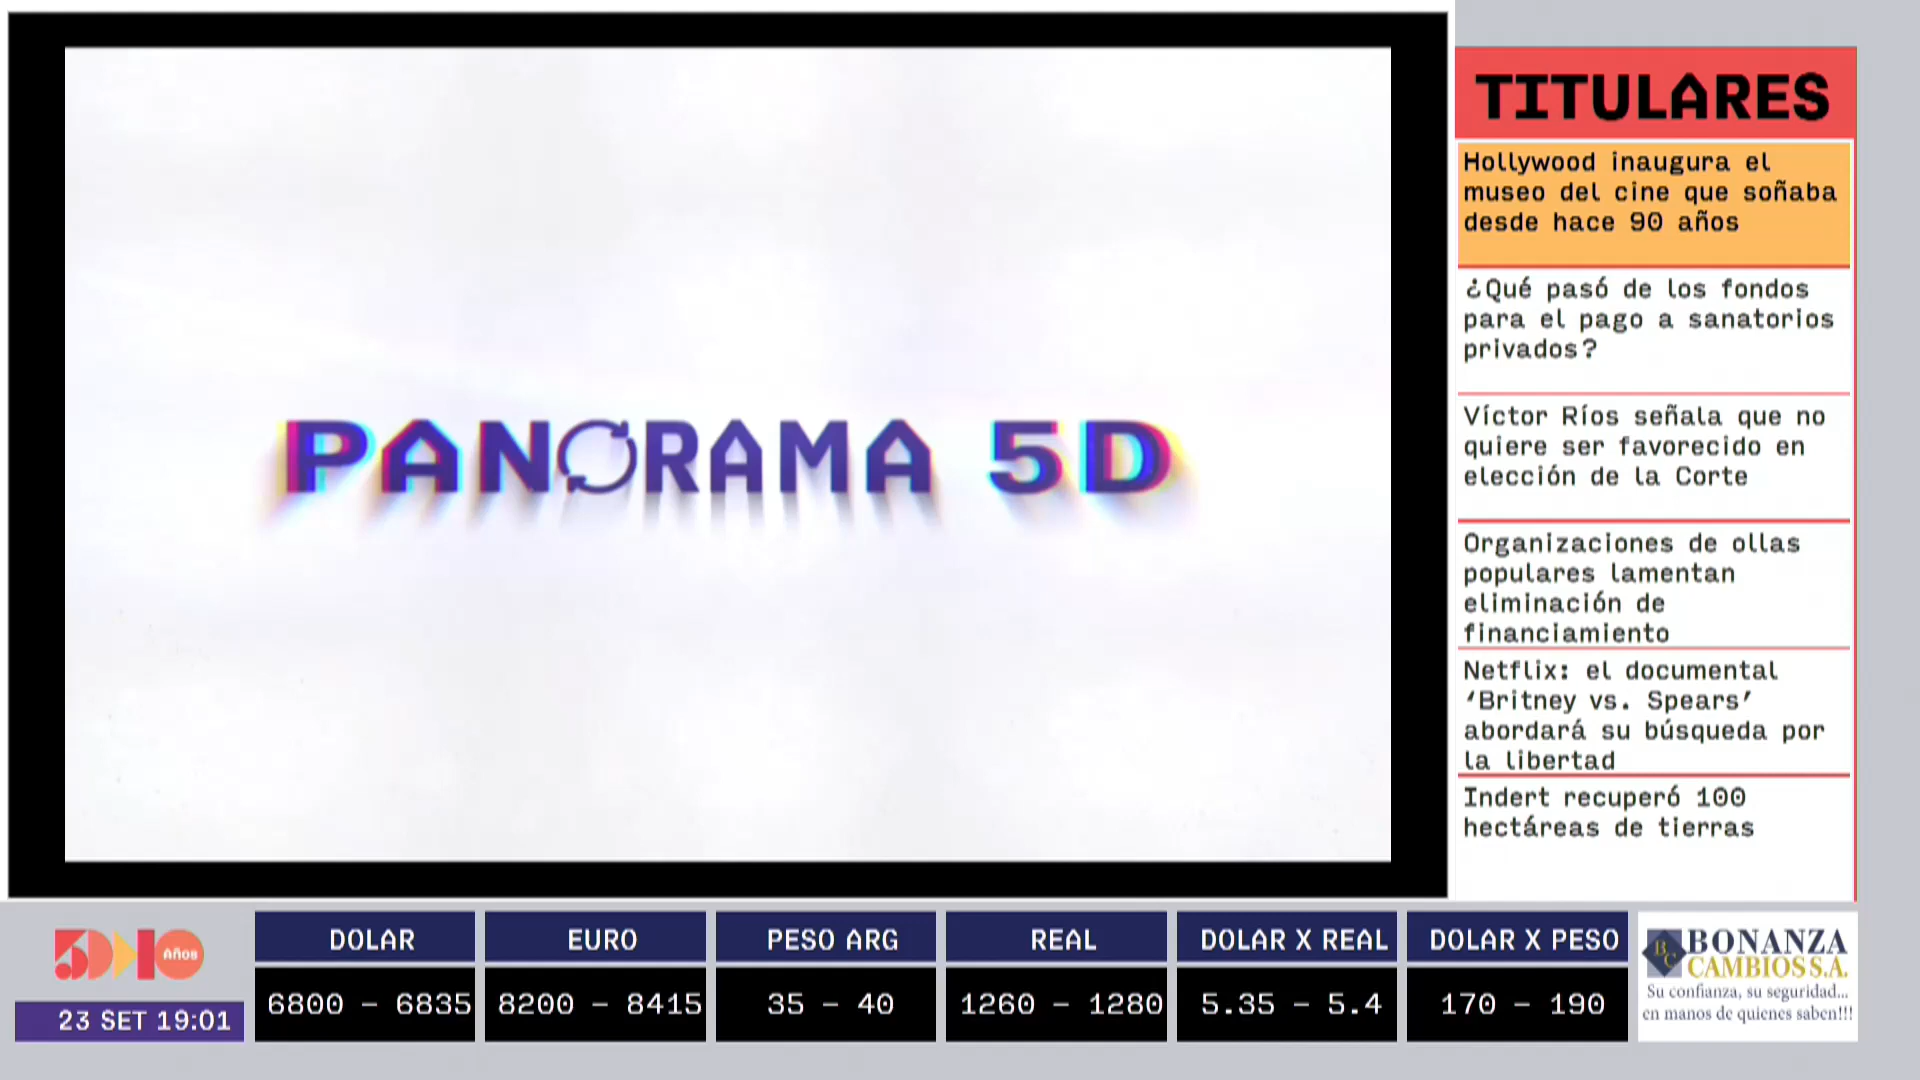 PANORAMA 5D
TITULARES
Hollywood inaugura el
museo del cine que soñaba
desde hace 90 años
¿Qué pasó de los fondos
para el pago a sanatorios
privados?
Víctor Ríos señala que no
quiere ser favorecido en
elección de la Corte
Organizaciones de ollas
populares lamentan
eliminación de
financiamiento
Netflix: el documental
‘Britney vs. Spears’
abordará su búsqueda por
la libertad
Indert recuperó 100
hectáreas de tierras
5D 10 Años
23 SET 19:01
DOLAR
6800 – 6835
EURO
8200 – 8415
PESO ARG
35 – 40
REAL
1260 – 1280
DOLAR X REAL
5.35 – 5.4
DOLAR X PESO
170 – 190
BC BONANZA
CAMBIOS S.A.
Su confianza, su seguridad...
en manos de quienes saben!!!